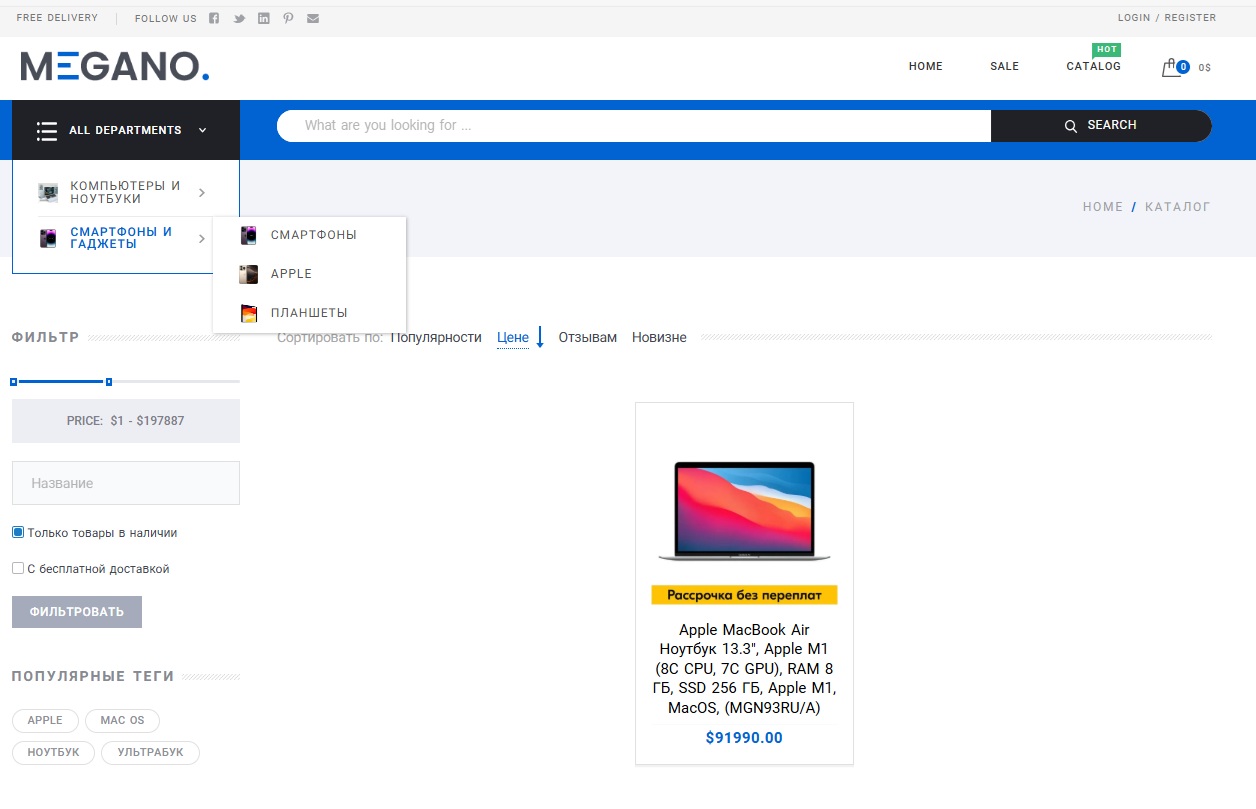 FREE DELIVERY
FOLLOW US
LOGIN / REGISTER
MEGANO.
HOME
SALE
HOT
CATALOG
0
0$
ALL DEPARTMENTS
What are you looking for ...
SEARCH
КОМПЬЮТЕРЫ И
НОУТБУКИ
HOME / КАТАЛОГ
СМАРТФОНЫ И
ГАДЖЕТЫ
СМАРТФОНЫ
APPLE
ПЛАНШЕТЫ
ФИЛЬТР
Сортировать по: Популярности Цене Отзывам Новизне
PRICE: $1 - $197887
Название
Только товары в наличии
С бесплатной доставкой
ФИЛЬТРОВАТЬ
ПОПУЛЯРНЫЕ ТЕГИ
APPLE
MAC OS
НОУТБУК
УЛЬТРАБУК
Рассрочка без переплат
Apple MacBook Air
Ноутбук 13.3", Apple M1
(8C CPU, 7C GPU), RAM 8
ГБ, SSD 256 ГБ, Apple M1,
MacOS, (MGN93RU/A)
$91990.00